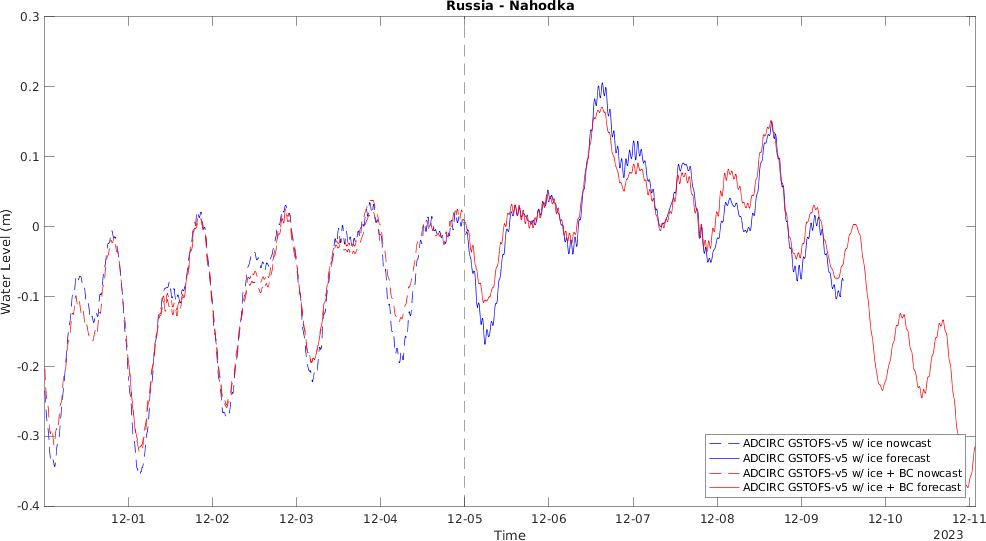 Russia - Nahodka
0.3
0.2
0.1
0
-0.1
-0.2
-0.3
-0.4
Water Level (m)
12-01 12-02 12-03 12-04 12-05 12-06 12-07 12-08 12-09 12-10 12-11
Time
2023
ADCIRC GSTOFS-v5 w/ ice nowcast
ADCIRC GSTOFS-v5 w/ ice forecast
ADCIRC GSTOFS-v5 w/ ice + BC nowcast
ADCIRC GSTOFS-v5 w/ ice + BC forecast